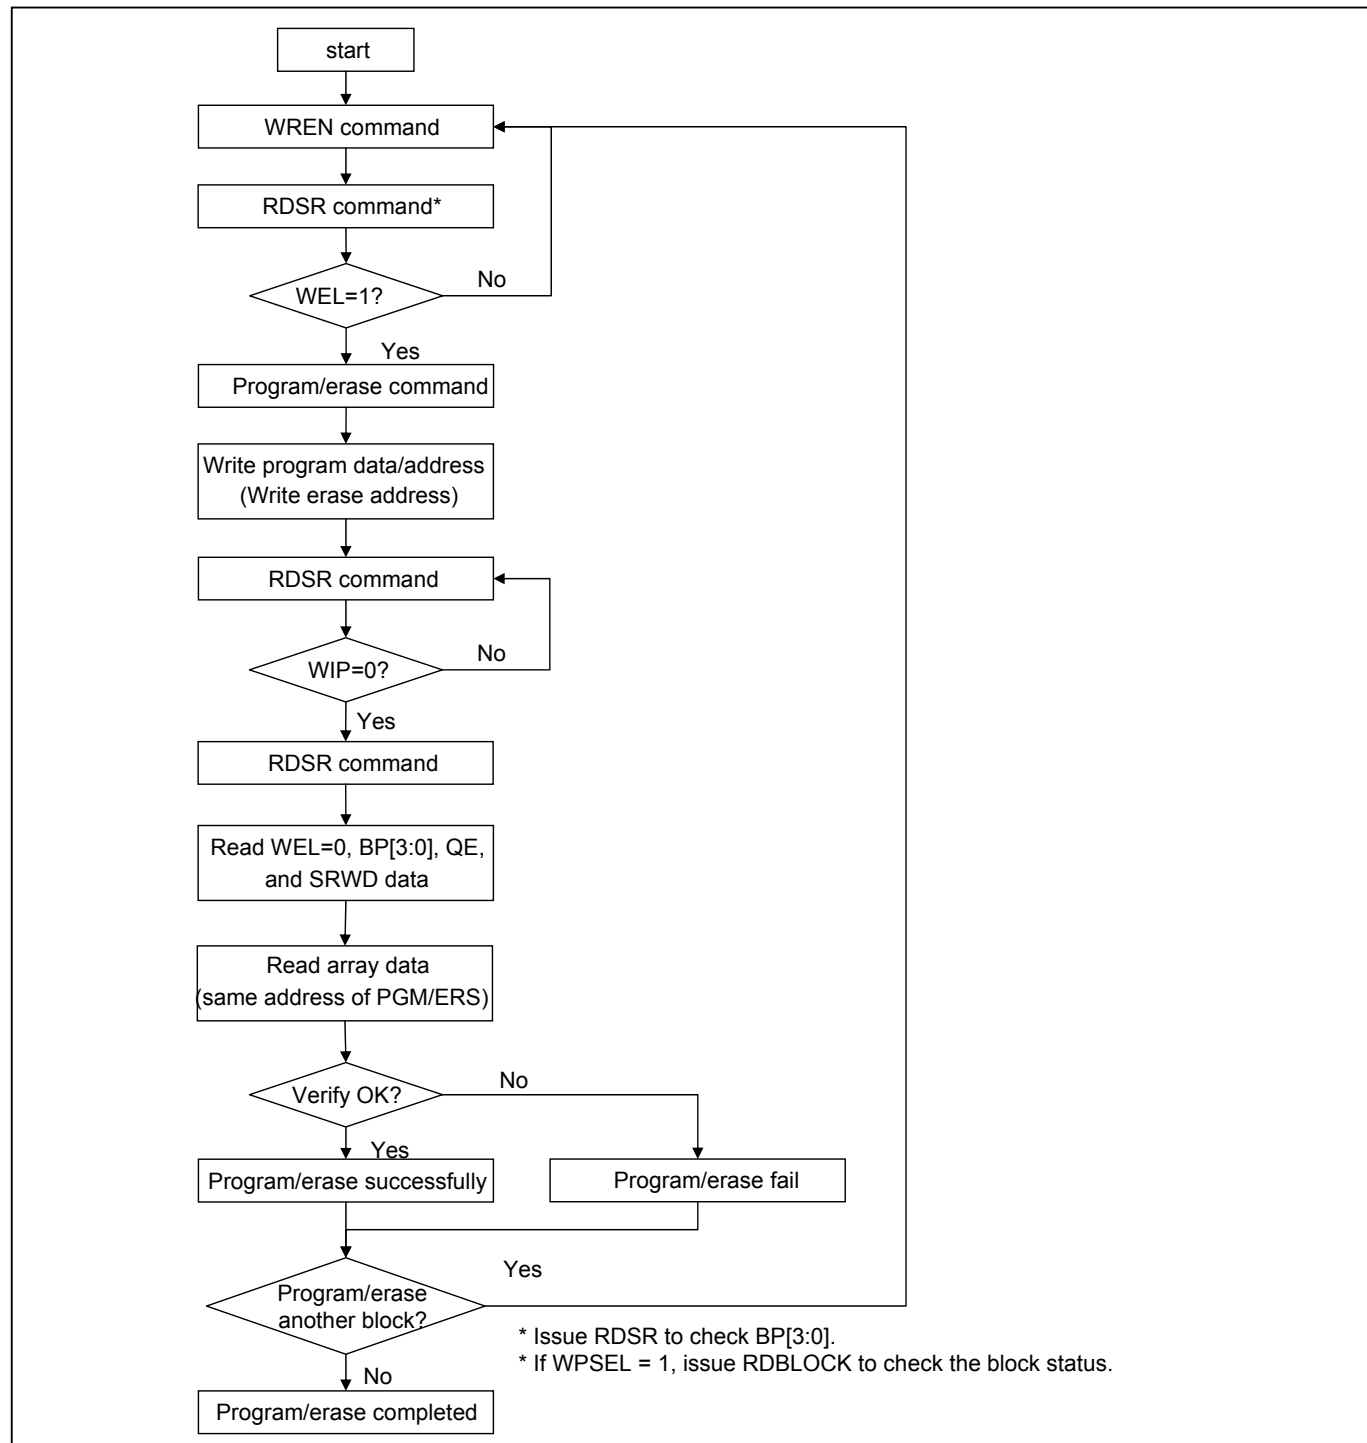 start
WREN command
RDSR command*
WEL=1?
No
Yes
Program/erase command
Write program data/address
(Write erase address)
RDSR command
WIP=0?
No
Yes
RDSR command
Read WEL=0, BP[3:0], QE,
and SRWD data
Read array data
(same address of PGM/ERS)
Verify OK?
No
Yes
Program/erase successfully
Program/erase fail
Program/erase
another block?
Yes
No
* Issue RDSR to check BP[3:0].
* If WPSEL = 1, issue RDBLOCK to check the block status.
Program/erase completed